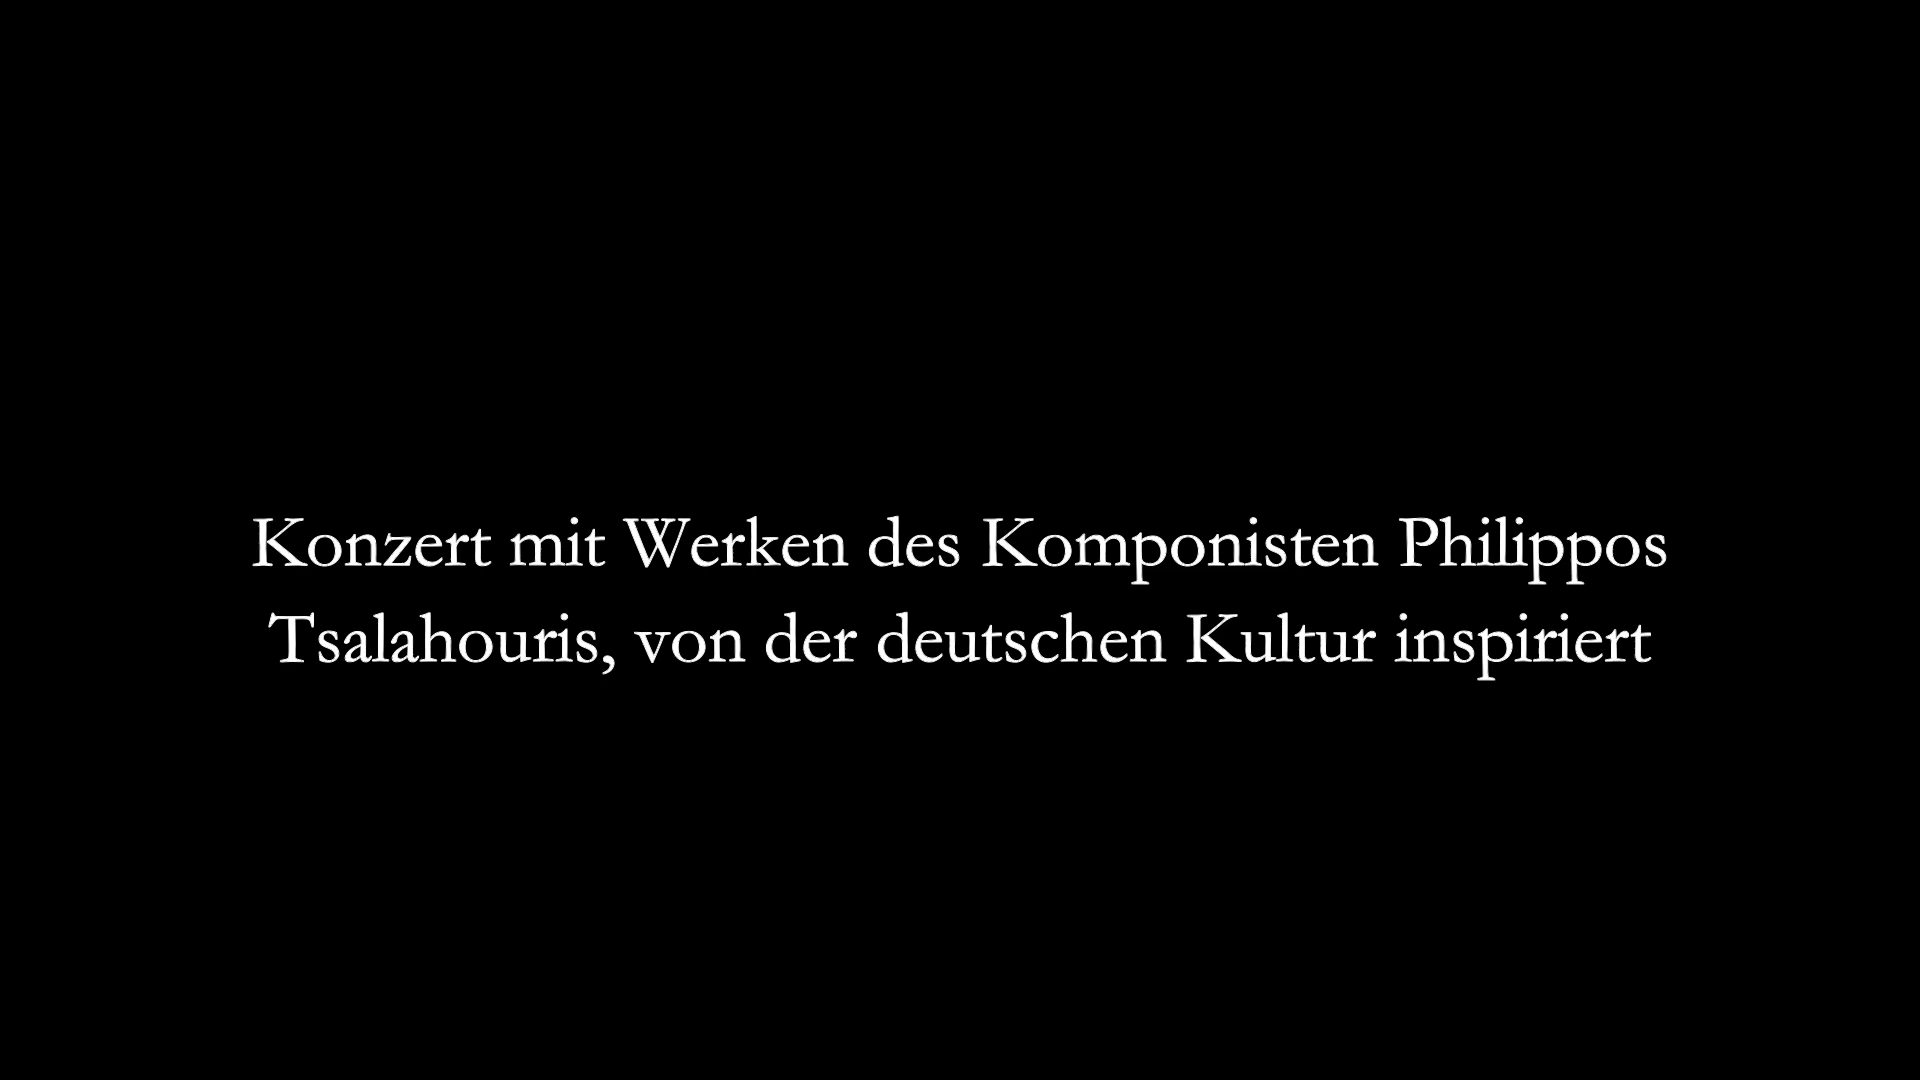 Konzert mit Werken des Komponisten Philippos
Tsalahouris, von der deutschen Kultur inspiriert